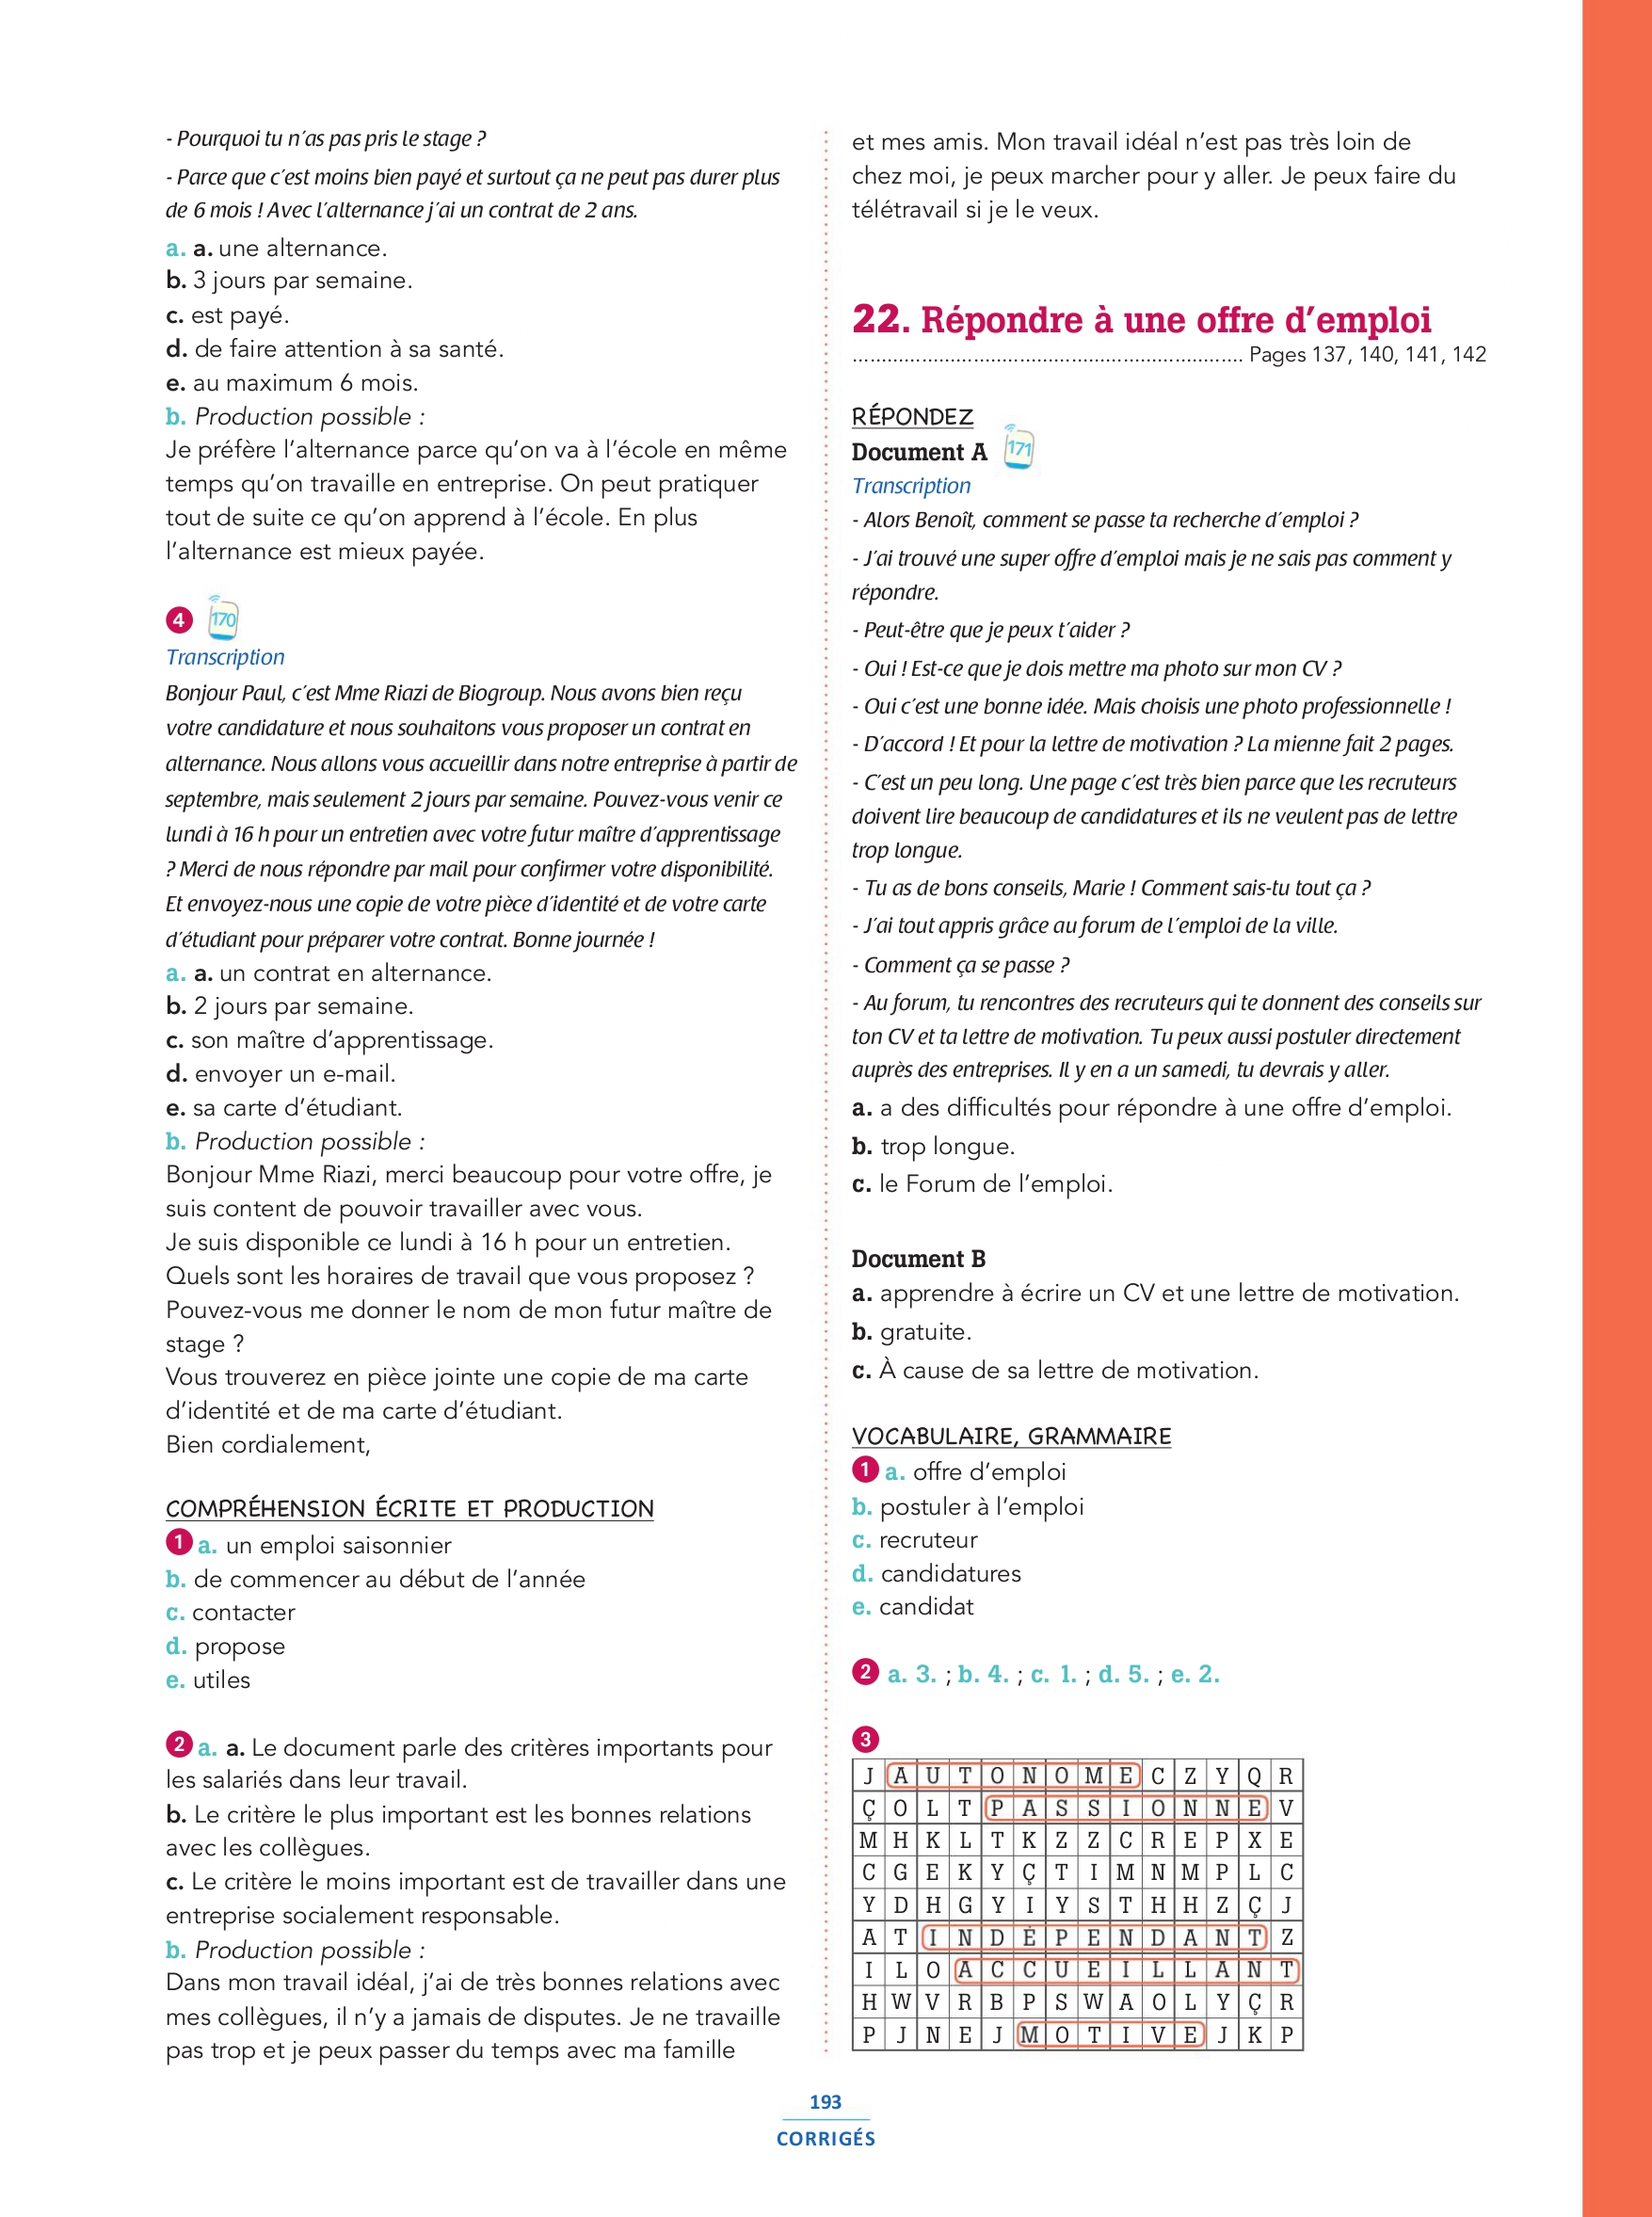 - Pourquoi tu n'as pas pris le stage ?
- Parce que c'est moins bien payé et surtout ça ne peut pas durer plus
de 6 mois ! Avec l'alternance j'ai un contrat de 2 ans.
a. a. une alternance.
b. 3 jours par semaine.
c. est payé.
d. de faire attention à sa santé.
e. au maximum 6 mois.
b. Production possible :
Je préfère l'alternance parce qu'on va à l'école en même
temps qu'on travaille en entreprise. On peut pratiquer
tout de suite ce qu'on apprend à l'école. En plus
l'alternance est mieux payée.
4 170
Transcription
Bonjour Paul, c'est Mme Riazi de Biogroup. Nous avons bien reçu
votre candidature et nous souhaitons vous proposer un contrat en
alternance. Nous allons vous accueillir dans notre entreprise à partir de
septembre, mais seulement 2 jours par semaine. Pouvez-vous venir ce
lundi à 16 h pour un entretien avec votre futur maître d'apprentissage
? Merci de nous répondre par mail pour confirmer votre disponibilité.
Et envoyez-nous une copie de votre pièce d'identité et de votre carte
d'étudiant pour préparer votre contrat. Bonne journée !
a. a. un contrat en alternance.
b. 2 jours par semaine.
c. son maître d'apprentissage.
d. envoyer un e-mail.
e. sa carte d'étudiant.
b. Production possible :
Bonjour Mme Riazi, merci beaucoup pour votre offre, je
suis content de pouvoir travailler avec vous.
Je suis disponible ce lundi à 16 h pour un entretien.
Quels sont les horaires de travail que vous proposez ?
Pouvez-vous me donner le nom de mon futur maître de
stage ?
Vous trouverez en pièce jointe une copie de ma carte
d'identité et de ma carte d'étudiant.
Bien cordialement,
COMPRÉHENSION ÉCRITE ET PRODUCTION
1 a. un emploi saisonnier
b. de commencer au début de l'année
c. contacter
d. propose
e. utiles
2 a. a. Le document parle des critères importants pour
les salariés dans leur travail.
b. Le critère le plus important est les bonnes relations
avec les collègues.
c. Le critère le moins important est de travailler dans une
entreprise socialement responsable.
b. Production possible :
Dans mon travail idéal, j'ai de très bonnes relations avec
mes collègues, il n'y a jamais de disputes. Je ne travaille
pas trop et je peux passer du temps avec ma famille
et mes amis. Mon travail idéal n'est pas très loin de
chez moi, je peux marcher pour y aller. Je peux faire du
télétravail si je le veux.
22. Répondre à une offre d'emploi
.................................................................. Pages 137, 140, 141, 142
RÉPONDEZ
Document A 171
Transcription
- Alors Benoît, comment se passe ta recherche d'emploi ?
- J'ai trouvé une super offre d'emploi mais je ne sais pas comment y
répondre.
- Peut-être que je peux t'aider ?
- Oui ! Est-ce que je dois mettre ma photo sur mon CV ?
- Oui c'est une bonne idée. Mais choisis une photo professionnelle !
- D'accord ! Et pour la lettre de motivation ? La mienne fait 2 pages.
- C'est un peu long. Une page c'est très bien parce que les recruteurs
doivent lire beaucoup de candidatures et ils ne veulent pas de lettre
trop longue.
- Tu as de bons conseils, Marie ! Comment sais-tu tout ça ?
- J'ai tout appris grâce au forum de l'emploi de la ville.
- Comment ça se passe ?
- Au forum, tu rencontres des recruteurs qui te donnent des conseils sur
ton CV et ta lettre de motivation. Tu peux aussi postuler directement
auprès des entreprises. Il y en a un samedi, tu devrais y aller.
a. a des difficultés pour répondre à une offre d'emploi.
b. trop longue.
c. le Forum de l'emploi.
Document B
a. apprendre à écrire un CV et une lettre de motivation.
b. gratuite.
c. À cause de sa lettre de motivation.
VOCABULAIRE, GRAMMAIRE
1 a. offre d'emploi
b. postuler à l'emploi
c. recruteur
d. candidatures
e. candidat
2 a. 3. ; b. 4. ; c. 1. ; d. 5. ; e. 2.
3
J A U T O N O M E C Z Y Q R
Ç O L T P A S S I O N N E V
M H K L T K Z Z C R E P X E
C G E K Y Ç T I M N M P L C
Y D H G Y I Y S T H H Z Ç J
A T I N D É P E N D A N T Z
I L O A C C U E I L L A N T
H W V R B P S W A O L Y Ç R
P J N E J M O T I V E J K P
193
CORRIGÉS